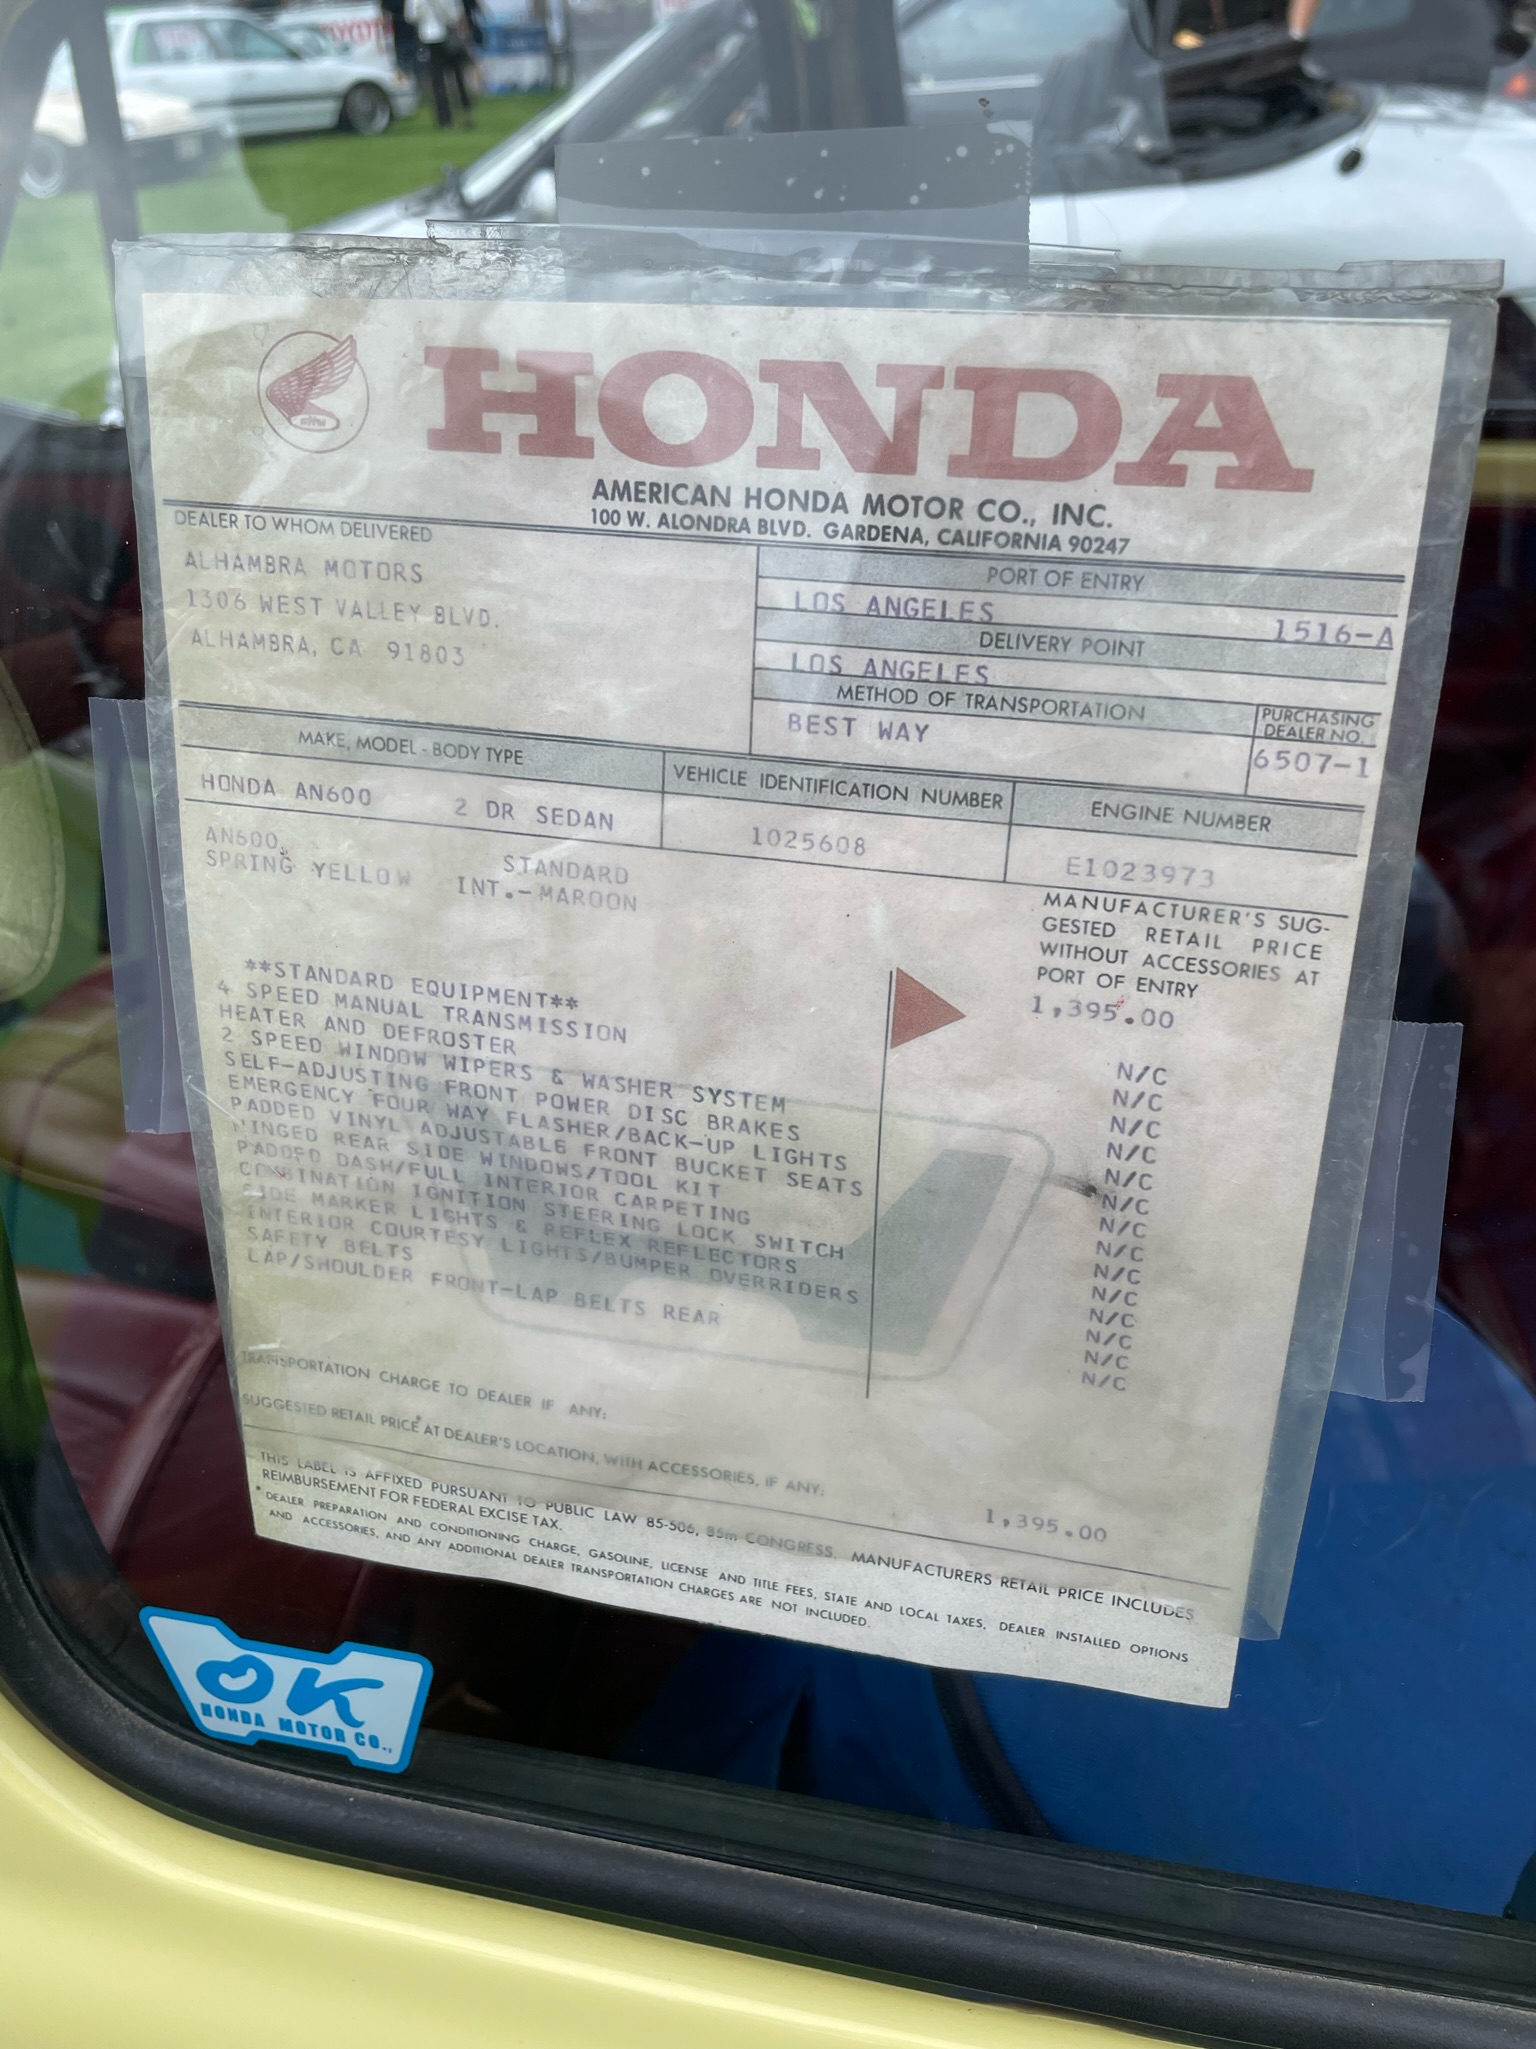 TOYOTA
HONDA
AMERICAN HONDA MOTOR CO., INC.
100 W. ALONDRA BLVD. GARDENA, CALIFORNIA 90247
DEALER TO WHOM DELIVERED
ALHAMBRA MOTORS
1306 WEST VALLEY BLVD.
ALHAMBRA, CA 91803
PORT OF ENTRY
LOS ANGELES 1516-A
DELIVERY POINT
LOS ANGELES
METHOD OF TRANSPORTATION
BEST WAY
PURCHASING
DEALER NO.
6507-1
MAKE, MODEL - BODY TYPE
HONDA AN600 2 DR SEDAN
VEHICLE IDENTIFICATION NUMBER
1025608
ENGINE NUMBER
E1023973
AN600, STANDARD
SPRING YELLOW INT.-MAROON
MANUFACTURER'S SUG-
GESTED RETAIL PRICE
WITHOUT ACCESSORIES AT
PORT OF ENTRY
1,395.00
**STANDARD EQUIPMENT**
4 SPEED MANUAL TRANSMISSION N/C
HEATER AND DEFROSTER N/C
2 SPEED WINDOW WIPERS & WASHER SYSTEM N/C
SELF-ADJUSTING FRONT POWER DISC BRAKES N/C
EMERGENCY FOUR WAY FLASHER/BACK-UP LIGHTS N/C
PADDED VINYL ADJUSTABLE FRONT BUCKET SEATS N/C
HINGED REAR SIDE WINDOWS/TOOL KIT N/C
PADDED DASH/FULL INTERIOR CARPETING N/C
COMBINATION IGNITION STEERING LOCK SWITCH N/C
SIDE MARKER LIGHTS & REFLEX REFLECTORS N/C
INTERIOR COURTESY LIGHTS/BUMPER OVERRIDERS N/C
SAFETY BELTS N/C
LAP/SHOULDER FRONT-LAP BELTS REAR N/C
N/C
TRANSPORTATION CHARGE TO DEALER IF ANY:
SUGGESTED RETAIL PRICE* AT DEALER'S LOCATION, WITH ACCESSORIES, IF ANY: 1,395.00
THIS LABEL IS AFFIXED PURSUANT TO PUBLIC LAW 85-506, 85TH CONGRESS, MANUFACTURERS RETAIL PRICE INCLUDES
REIMBURSEMENT FOR FEDERAL EXCISE TAX.
*DEALER PREPARATION AND CONDITIONING CHARGE, GASOLINE, LICENSE AND TITLE FEES, STATE AND LOCAL TAXES, DEALER INSTALLED OPTIONS
AND ACCESSORIES, AND ANY ADDITIONAL DEALER TRANSPORTATION CHARGES ARE NOT INCLUDED.
OK
HONDA MOTOR CO.,